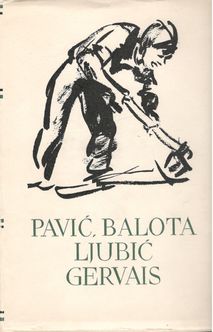 PAVIĆ, BALOTA
LJUBIĆ
GERVAIS